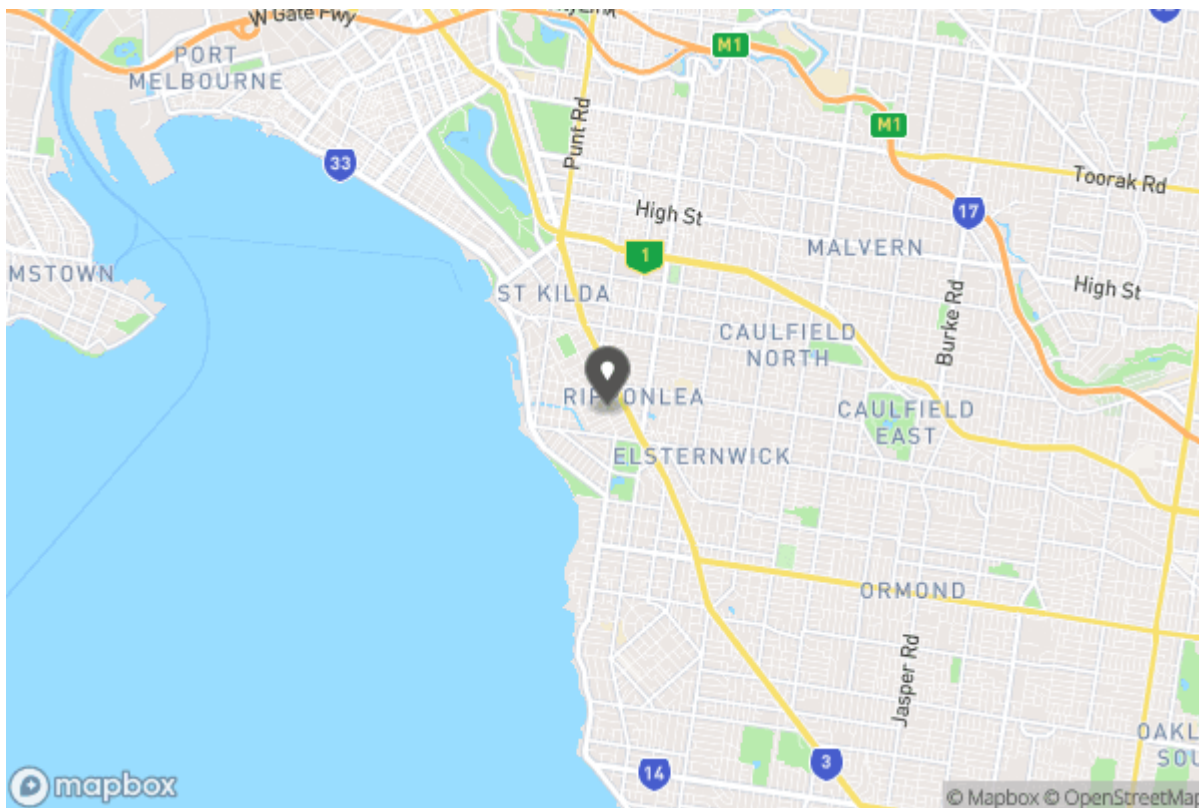 W Gate Fwy
PORT
MELBOURNE
M1
Punt Rd
M1
33
Toorak Rd
17
High St
1
MALVERN
MSTOWN
ST KILDA
High St
Burke Rd
CAULFIELD
NORTH
CAULFIELD
EAST
ELSTERNWICK
ORMOND
Jasper Rd
OAKL
SOU
3
14
mapbox
© Mapbox © OpenStreetMap